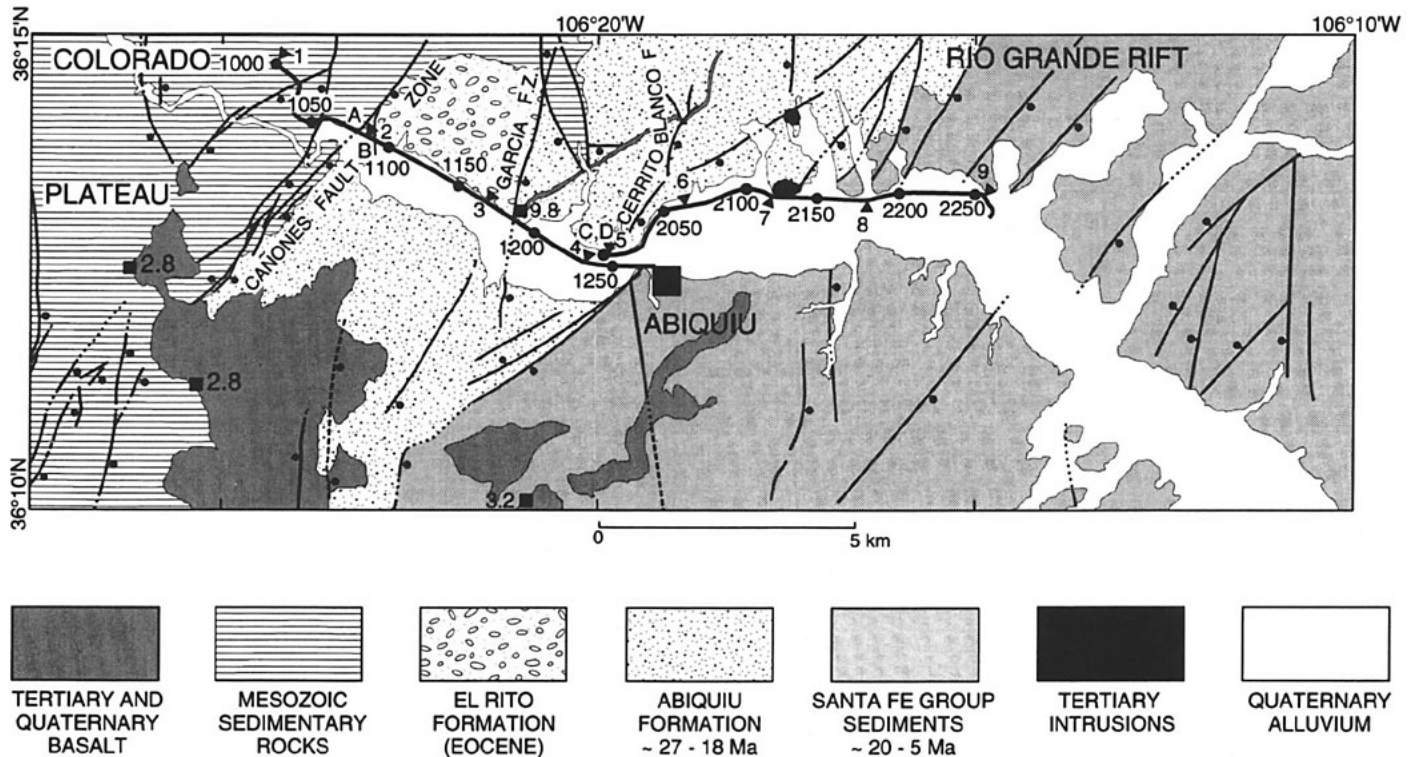 106°20'W
106°10'W
36°15'N
COLORADO
1000
1
RIO GRANDE RIFT
1050
A
2
ZONE
B
1100
1150
GARCIA F.Z.
CERRITO BLANCO F
PLATEAU
CAÑONES FAULT
3
9.8
6
9
2100
7
2150
8
2200
2250
2050
C
D
5
4
1200
1250
2.8
ABIQUIU
2.8
3.2
36°10'N
0
5 km
TERTIARY AND
QUATERNARY
BASALT
MESOZOIC
SEDIMENTARY
ROCKS
EL RITO
FORMATION
(EOCENE)
ABIQUIU
FORMATION
~ 27 - 18 Ma
SANTA FE GROUP
SEDIMENTS
~ 20 - 5 Ma
TERTIARY
INTRUSIONS
QUATERNARY
ALLUVIUM